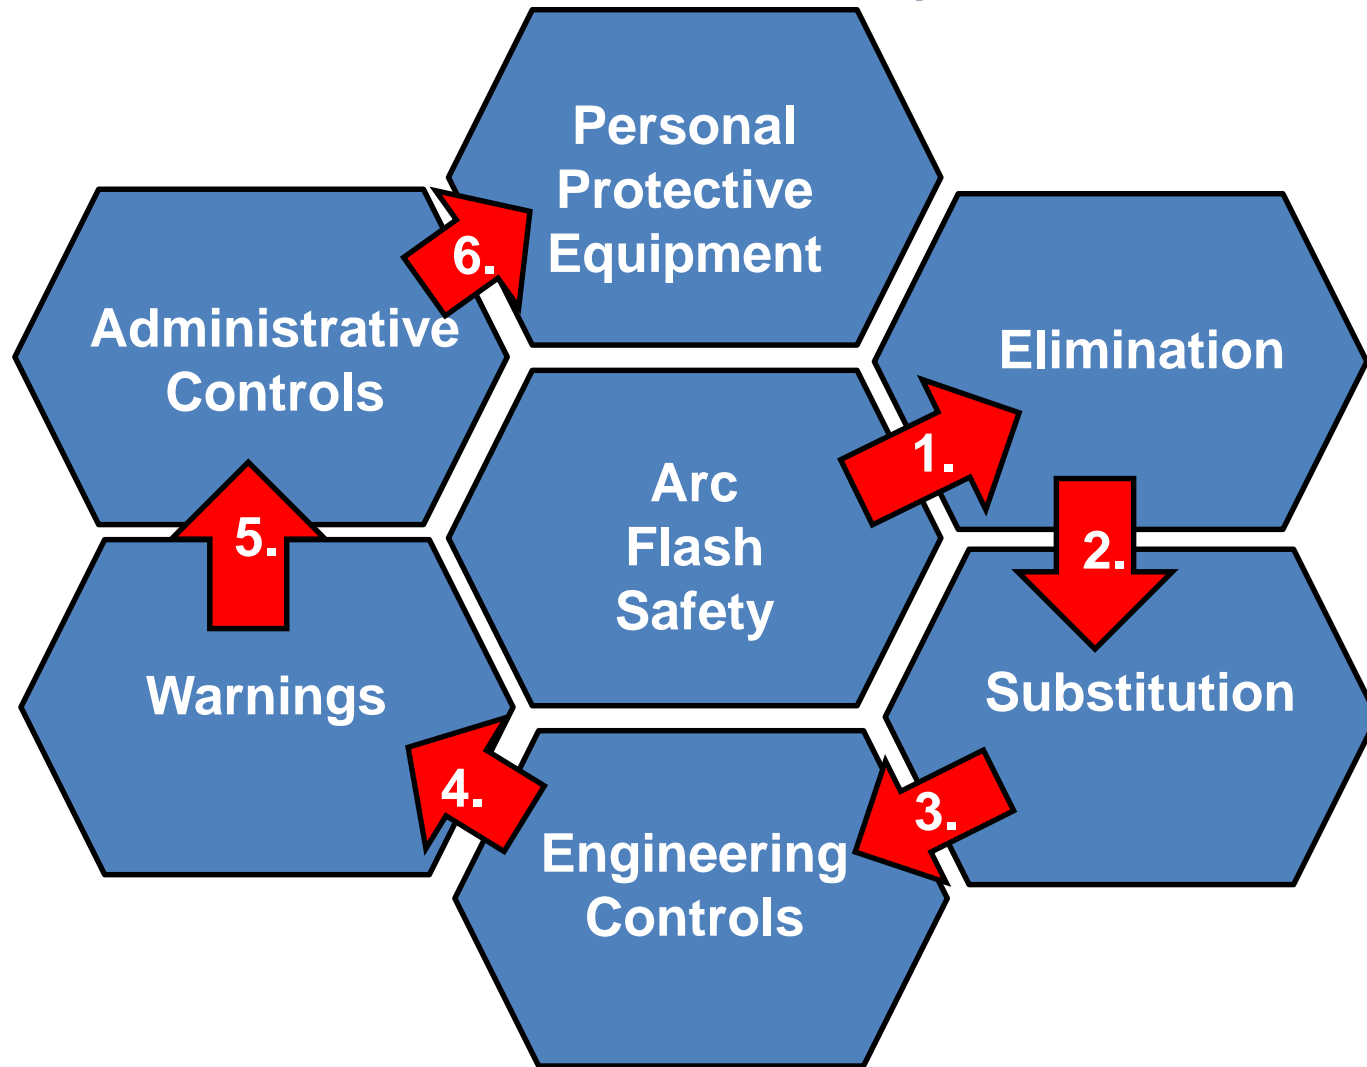 Personal
Protective
Equipment
6.
Administrative
Controls
Elimination
1.
Arc
Flash
Safety
5.
2.
Warnings
Substitution
4.
3.
Engineering
Controls